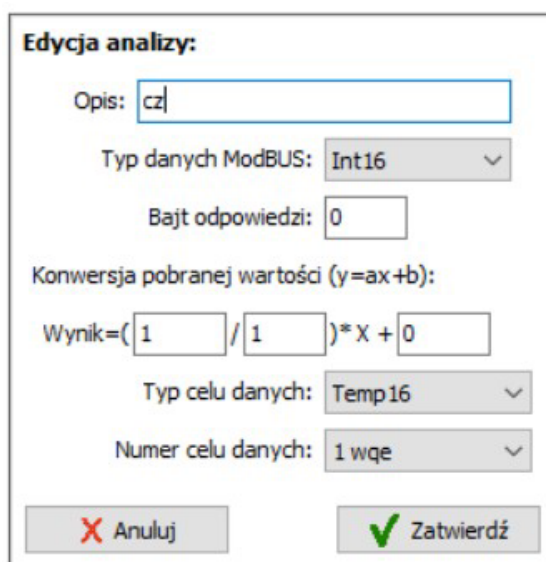 Edycja analizy:
Opis: cz
Typ danych ModBUS: Int16
Bajt odpowiedzi: 0
Konwersja pobranej wartości (y=ax+b):
Wynik=( 1 / 1 )* X + 0
Typ celu danych: Temp16
Numer celu danych: 1 wqe
Anuluj Zatwierdź